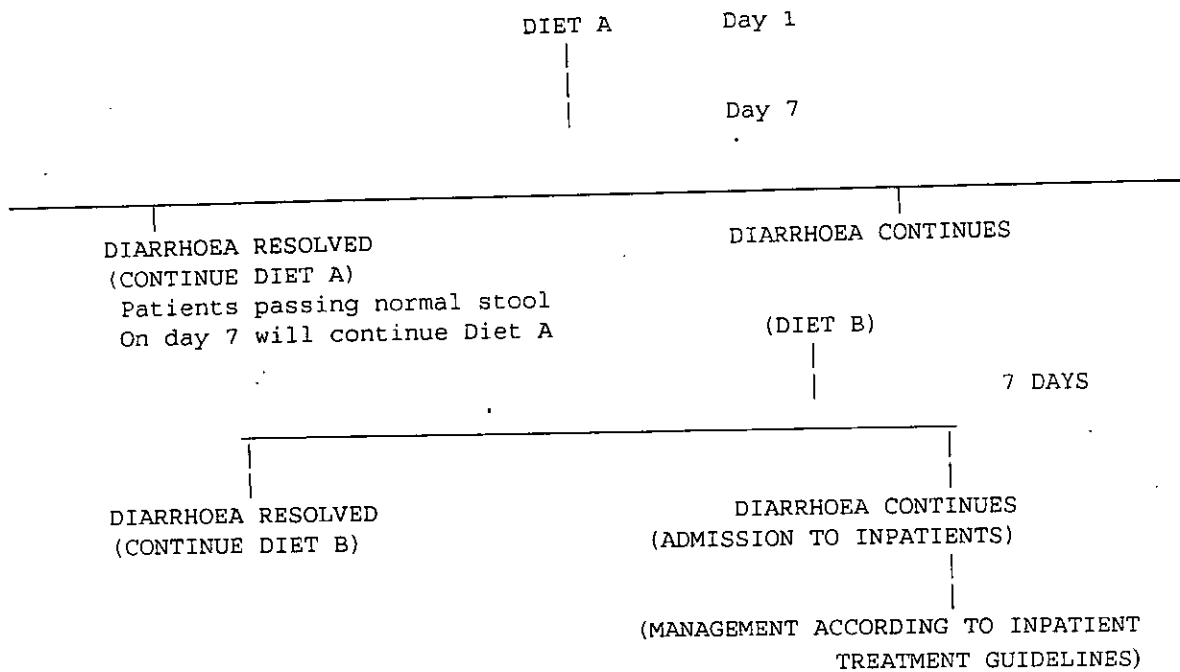 DIET A Day 1
Day 7
DIARRHOEA RESOLVED
(CONTINUE DIET A)
Patients passing normal stool
On day 7 will continue Diet A
DIARRHOEA CONTINUES
(DIET B)
7 DAYS
DIARRHOEA RESOLVED
(CONTINUE DIET B)
DIARRHOEA CONTINUES
(ADMISSION TO INPATIENTS)
(MANAGEMENT ACCORDING TO INPATIENT
TREATMENT GUIDELINES)